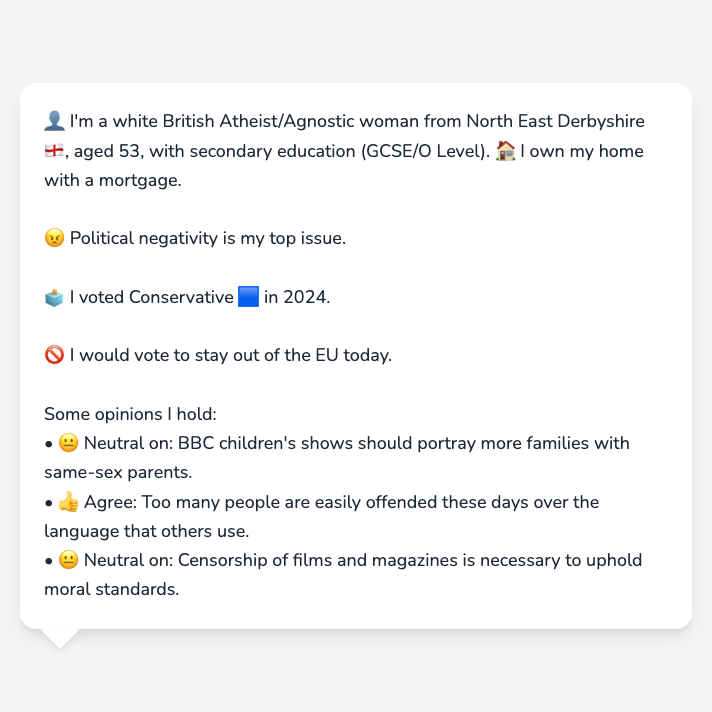 👤 I'm a white British Atheist/Agnostic woman from North East Derbyshire
🏴󠁧󠁢󠁥󠁮󠁧󠁿, aged 53, with secondary education (GCSE/O Level). 🏠 I own my home
with a mortgage.
😠 Political negativity is my top issue.
🗳️ I voted Conservative 🟦 in 2024.
🚫 I would vote to stay out of the EU today.
Some opinions I hold:
• 😐 Neutral on: BBC children's shows should portray more families with
same-sex parents.
• 👍 Agree: Too many people are easily offended these days over the
language that others use.
• 😐 Neutral on: Censorship of films and magazines is necessary to uphold
moral standards.